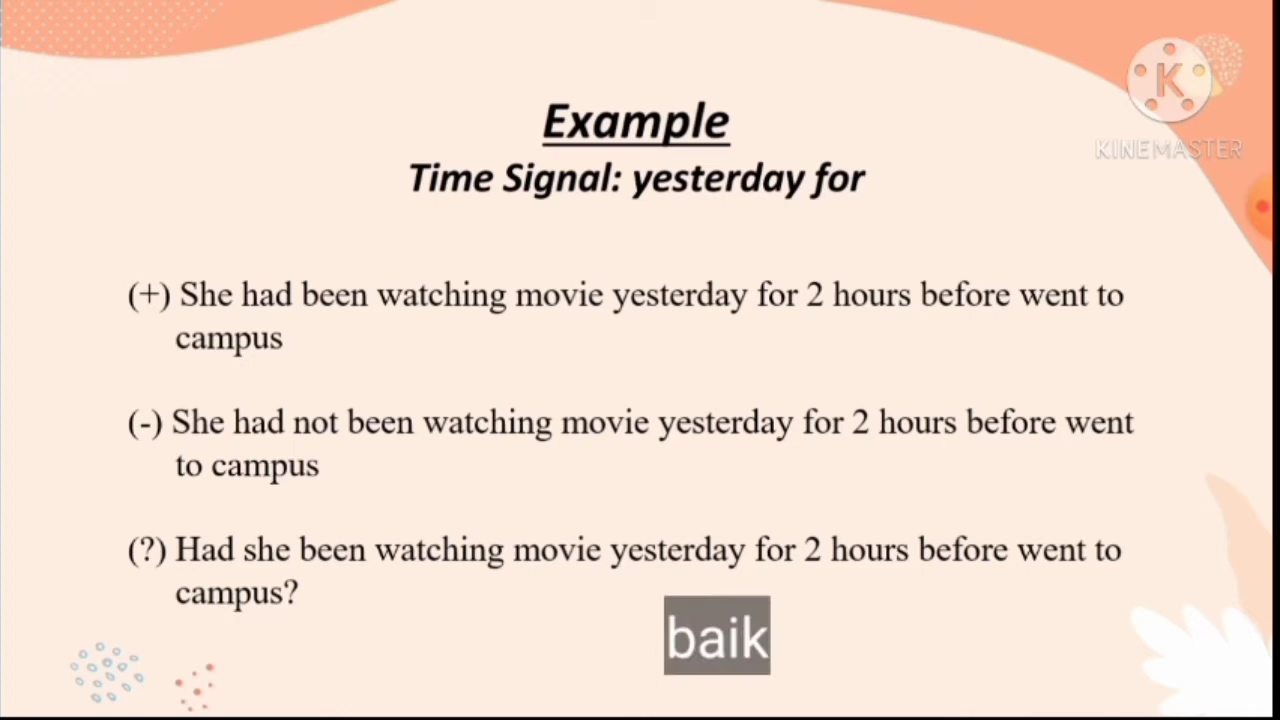 K
KINEMASTER
Example
Time Signal: yesterday for
(+) She had been watching movie yesterday for 2 hours before went to
campus
(-) She had not been watching movie yesterday for 2 hours before went
to campus
(?) Had she been watching movie yesterday for 2 hours before went to
campus?
baik